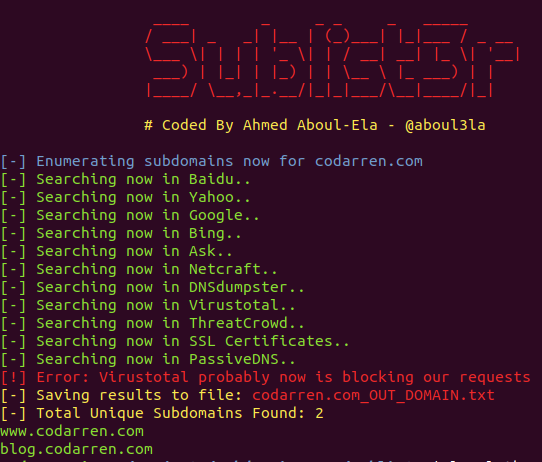 Sublist3r
# Coded By Ahmed Aboul-Ela - @aboul3la
[-] Enumerating subdomains now for codarren.com
[-] Searching now in Baidu..
[-] Searching now in Yahoo..
[-] Searching now in Google..
[-] Searching now in Bing..
[-] Searching now in Ask..
[-] Searching now in Netcraft..
[-] Searching now in DNSdumpster..
[-] Searching now in Virustotal..
[-] Searching now in ThreatCrowd..
[-] Searching now in SSL Certificates..
[-] Searching now in PassiveDNS..
[!] Error: Virustotal probably now is blocking our requests
[-] Saving results to file: codarren.com_OUT_DOMAIN.txt
[-] Total Unique Subdomains Found: 2
www.codarren.com
blog.codarren.com